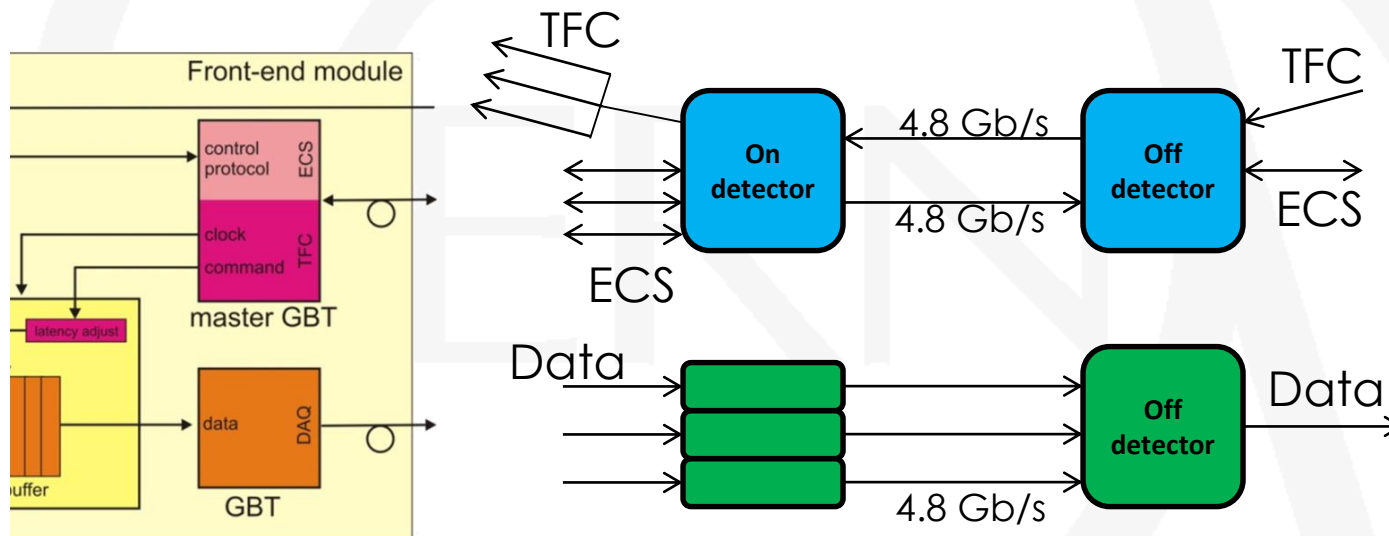 Front-end module
control
protocol
ECS
clock
command
TFC
master GBT
latency adjust
data
DAQ
GBT
TFC
TFC
4.8 Gb/s
On
detector
Off
detector
4.8 Gb/s
ECS
ECS
Data
Off
detector
Data
4.8 Gb/s